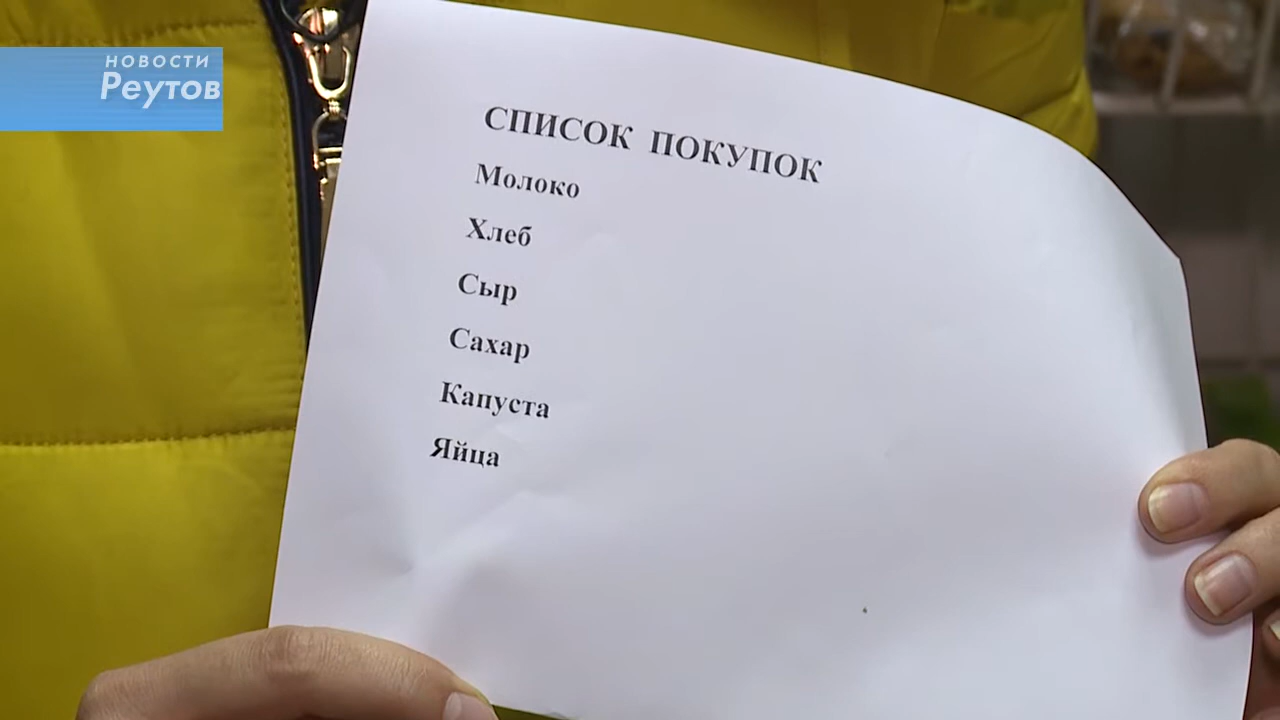 НОВОСТИ
Реутов
СПИСОК ПОКУПОК
Молоко
Хлеб
Сыр
Сахар
Капуста
Яйца